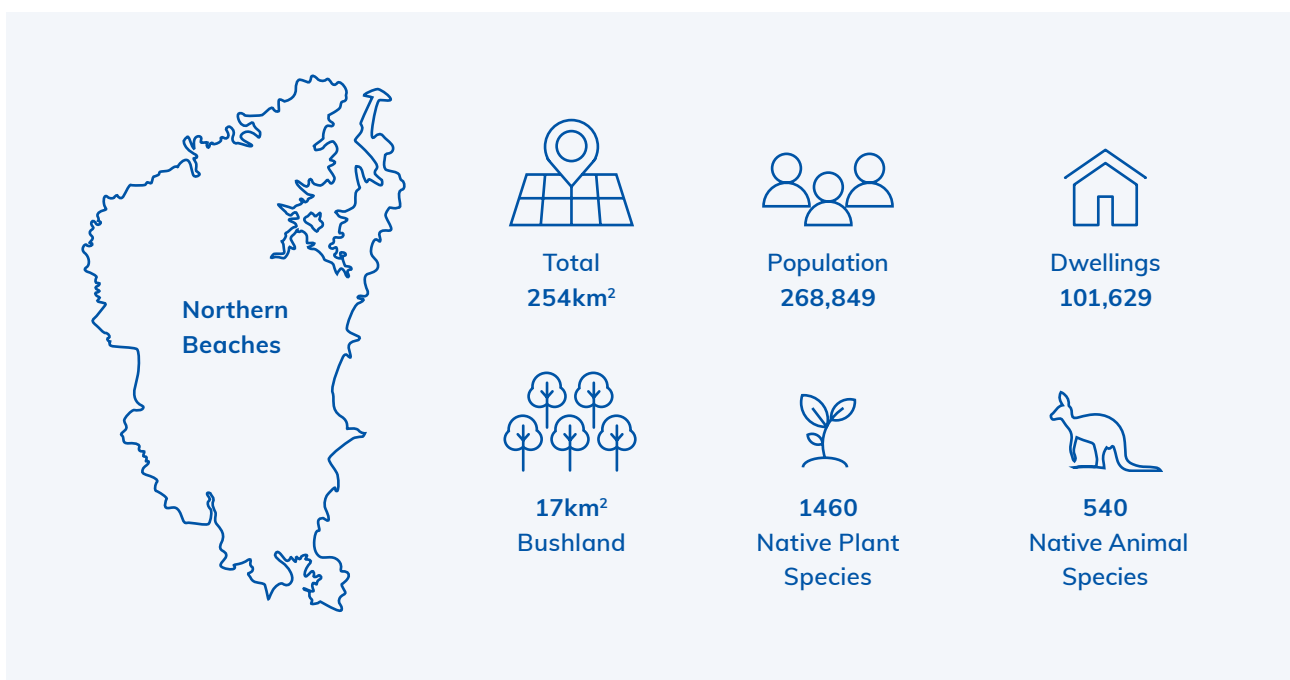 Northern
Beaches
Total
254km²
Population
268,849
Dwellings
101,629
17km²
Bushland
1460
Native Plant
Species
540
Native Animal
Species